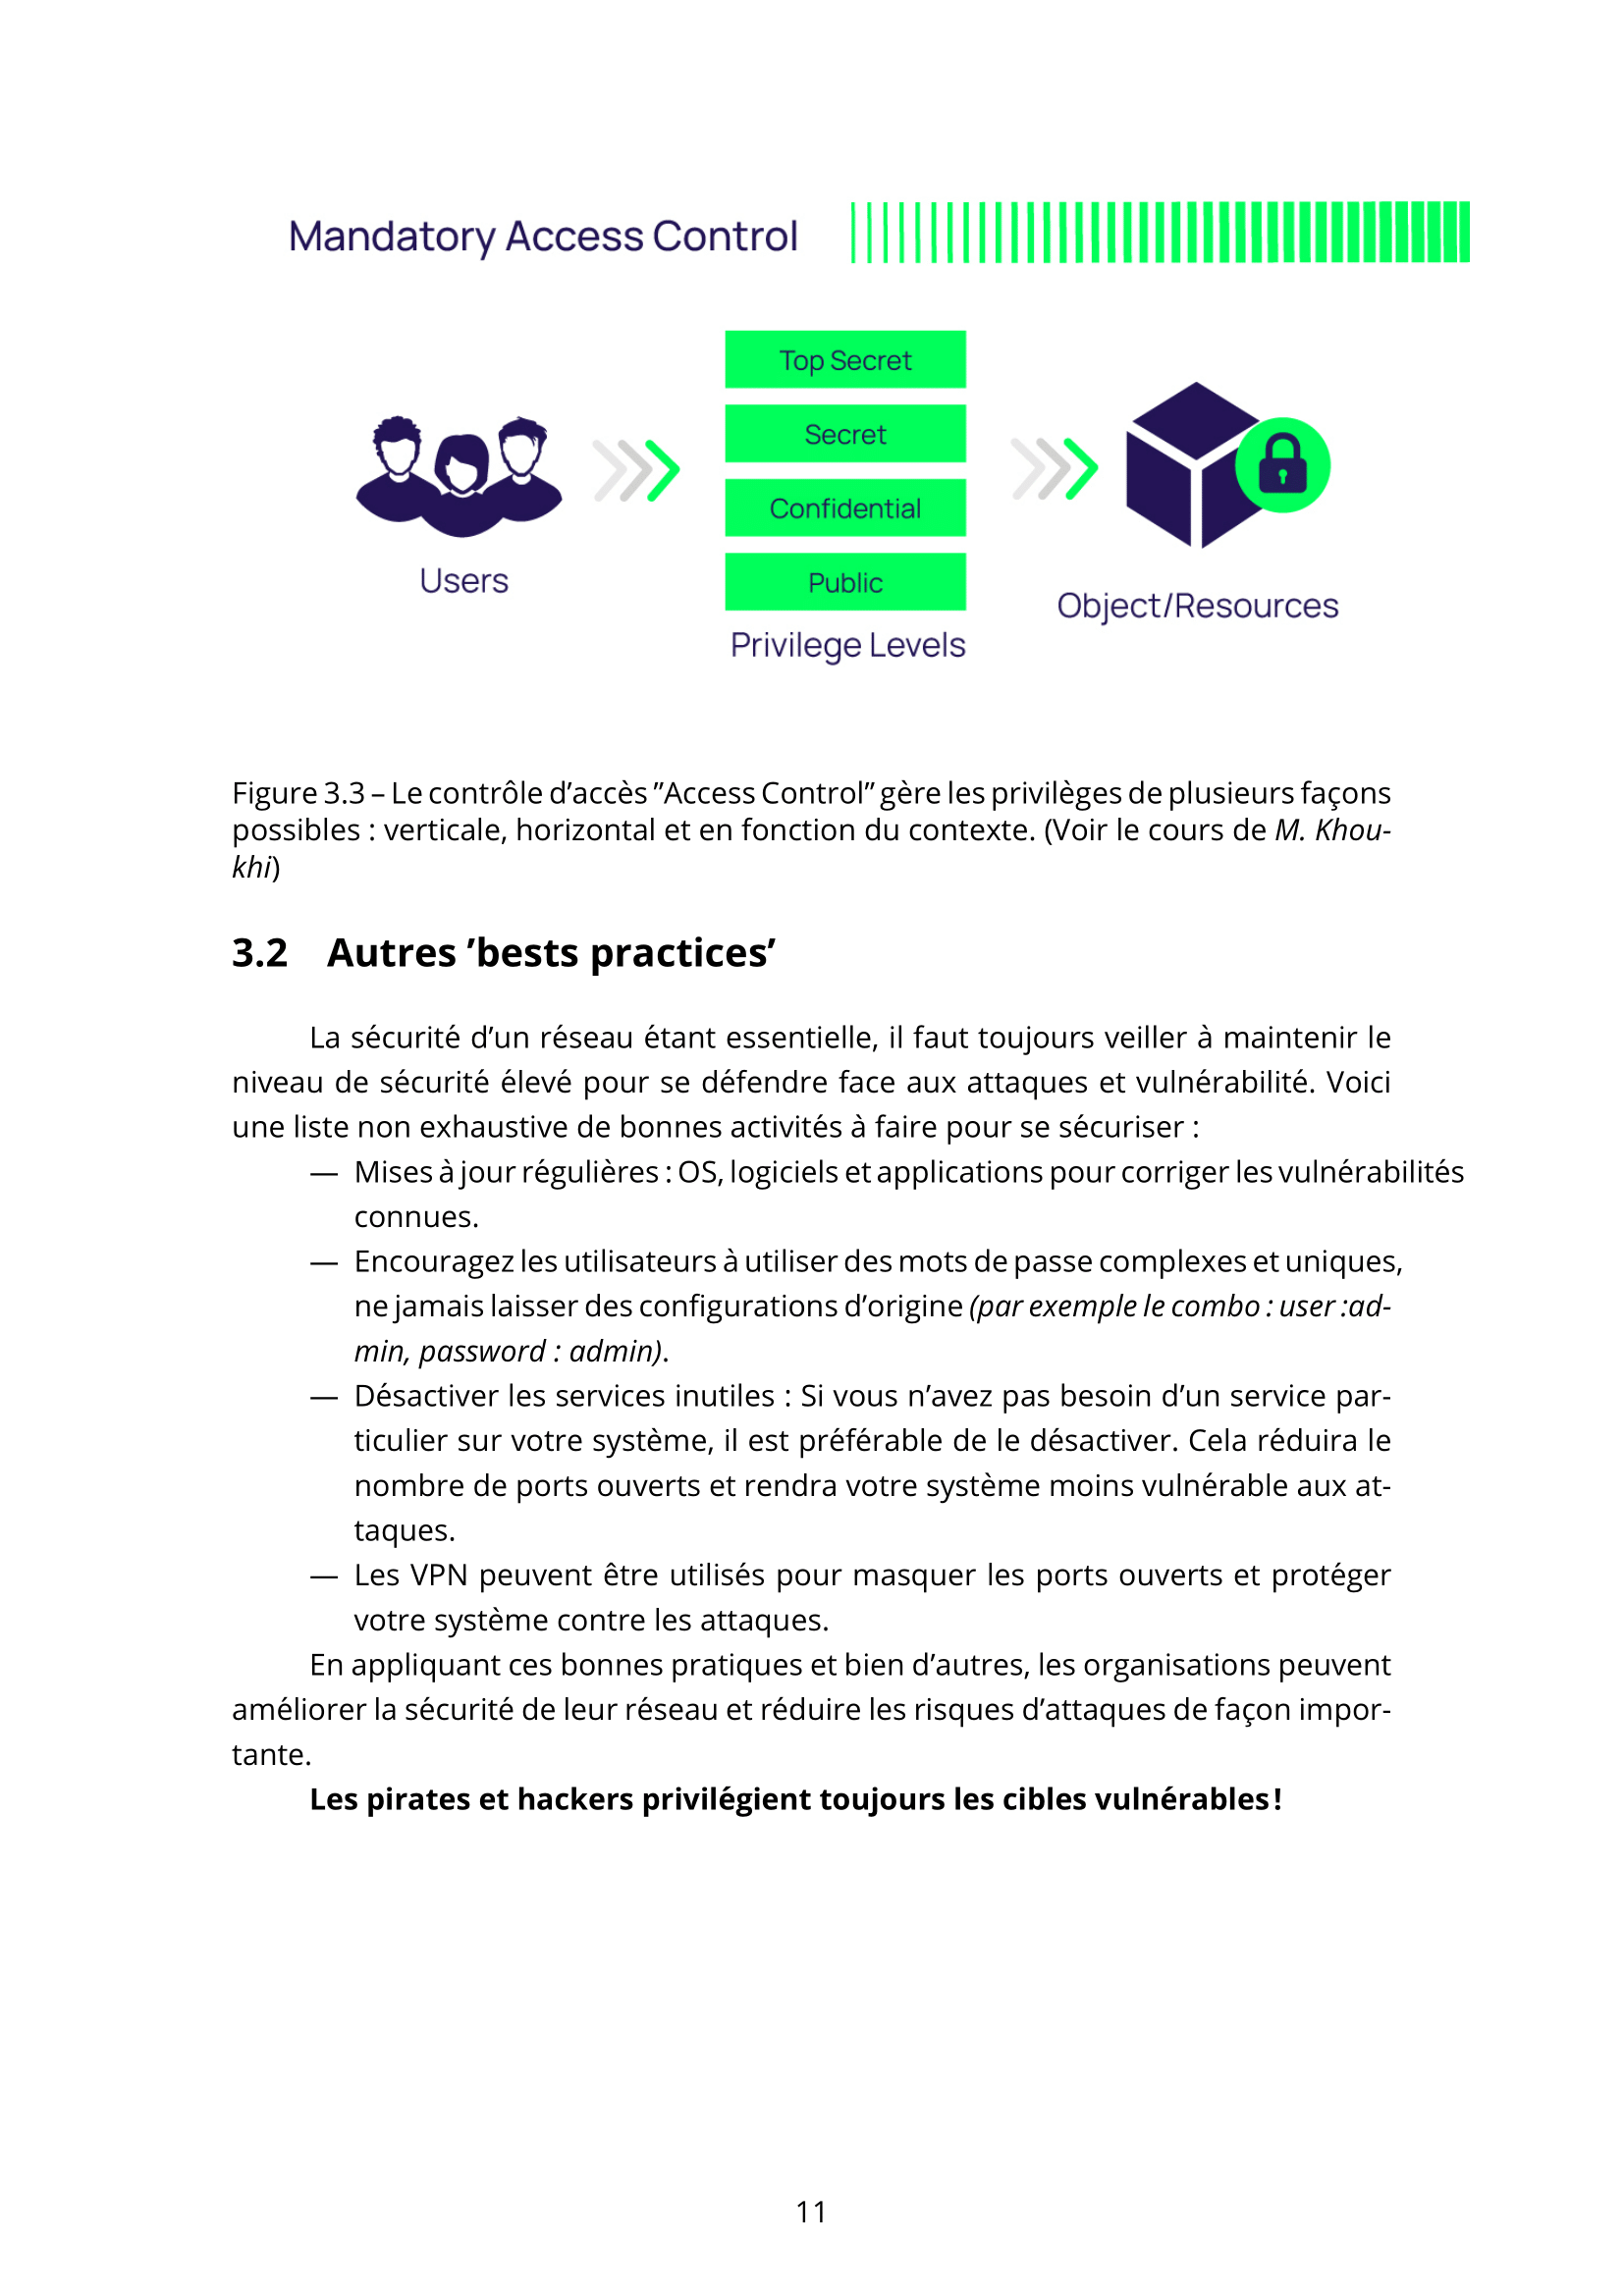 Mandatory Access Control
Top Secret
Secret
Confidential
Public
Users
Privilege Levels
Object/Resources
Figure 3.3 – Le contrôle d’accès ”Access Control” gère les privilèges de plusieurs façons
possibles : verticale, horizontal et en fonction du contexte. (Voir le cours de M. Khou-
khi)
3.2 Autres ’bests practices’
La sécurité d’un réseau étant essentielle, il faut toujours veiller à maintenir le
niveau de sécurité élevé pour se défendre face aux attaques et vulnérabilité. Voici
une liste non exhaustive de bonnes activités à faire pour se sécuriser :
— Mises à jour régulières : OS, logiciels et applications pour corriger les vulnérabilités
connues.
— Encouragez les utilisateurs à utiliser des mots de passe complexes et uniques,
ne jamais laisser des configurations d’origine (par exemple le combo : user :ad-
min, password : admin).
— Désactiver les services inutiles : Si vous n’avez pas besoin d’un service par-
ticulier sur votre système, il est préférable de le désactiver. Cela réduira le
nombre de ports ouverts et rendra votre système moins vulnérable aux at-
taques.
— Les VPN peuvent être utilisés pour masquer les ports ouverts et protéger
votre système contre les attaques.
En appliquant ces bonnes pratiques et bien d’autres, les organisations peuvent
améliorer la sécurité de leur réseau et réduire les risques d’attaques de façon impor-
tante.
Les pirates et hackers privilégient toujours les cibles vulnérables !
11